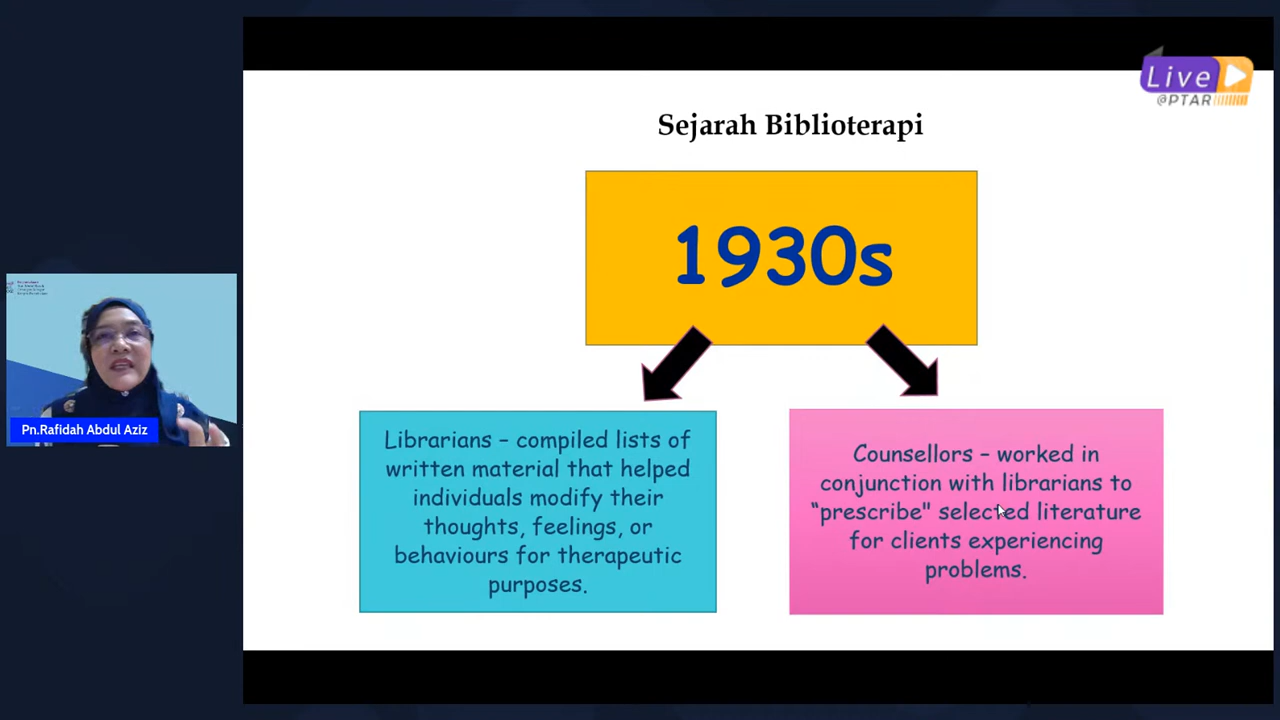 Live
@PTAR
Sejarah Biblioterapi
1930s
Librarians – compiled lists of
written material that helped
individuals modify their
thoughts, feelings, or
behaviours for therapeutic
purposes.
Counsellors – worked in
conjunction with librarians to
“prescribe" selected literature
for clients experiencing
problems.
Pn.Rafidah Abdul Aziz